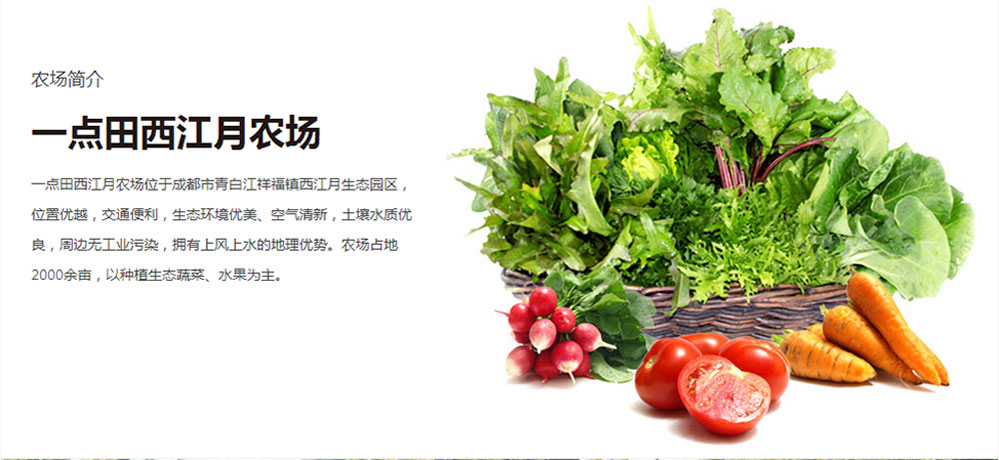 农场简介
一点田西江月农场
一点田西江月农场位于成都市青白江祥福镇西江月生态园区，
位置优越，交通便利，生态环境优美、空气清新，土壤水质优
良，周边无工业污染，拥有上风上水的地理优势。农场占地
2000余亩，以种植生态蔬菜、水果为主。